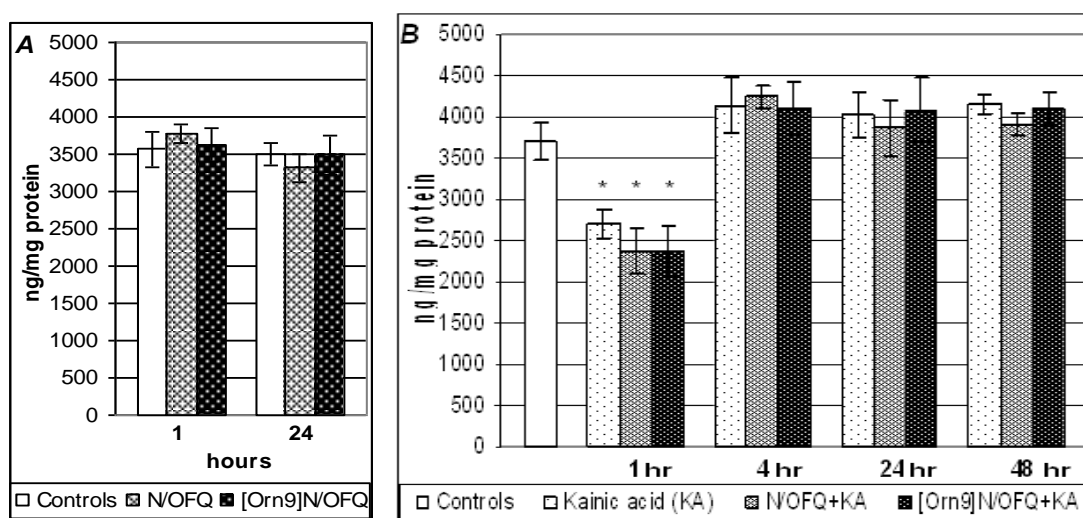 A
5000
4500
4000
3500
3000
2500
2000
1500
1000
500
0
ng/mg protein
1 24
hours
Controls N/OFQ [Orn9]N/OFQ
B
5000
4500
4000
3500
3000
2500
2000
1500
1000
500
0
ng/mg protein
* * *
1 hr 4 hr 24 hr 48 hr
Controls Kainic acid (KA) N/OFQ+KA [Orn9]N/OFQ+KA